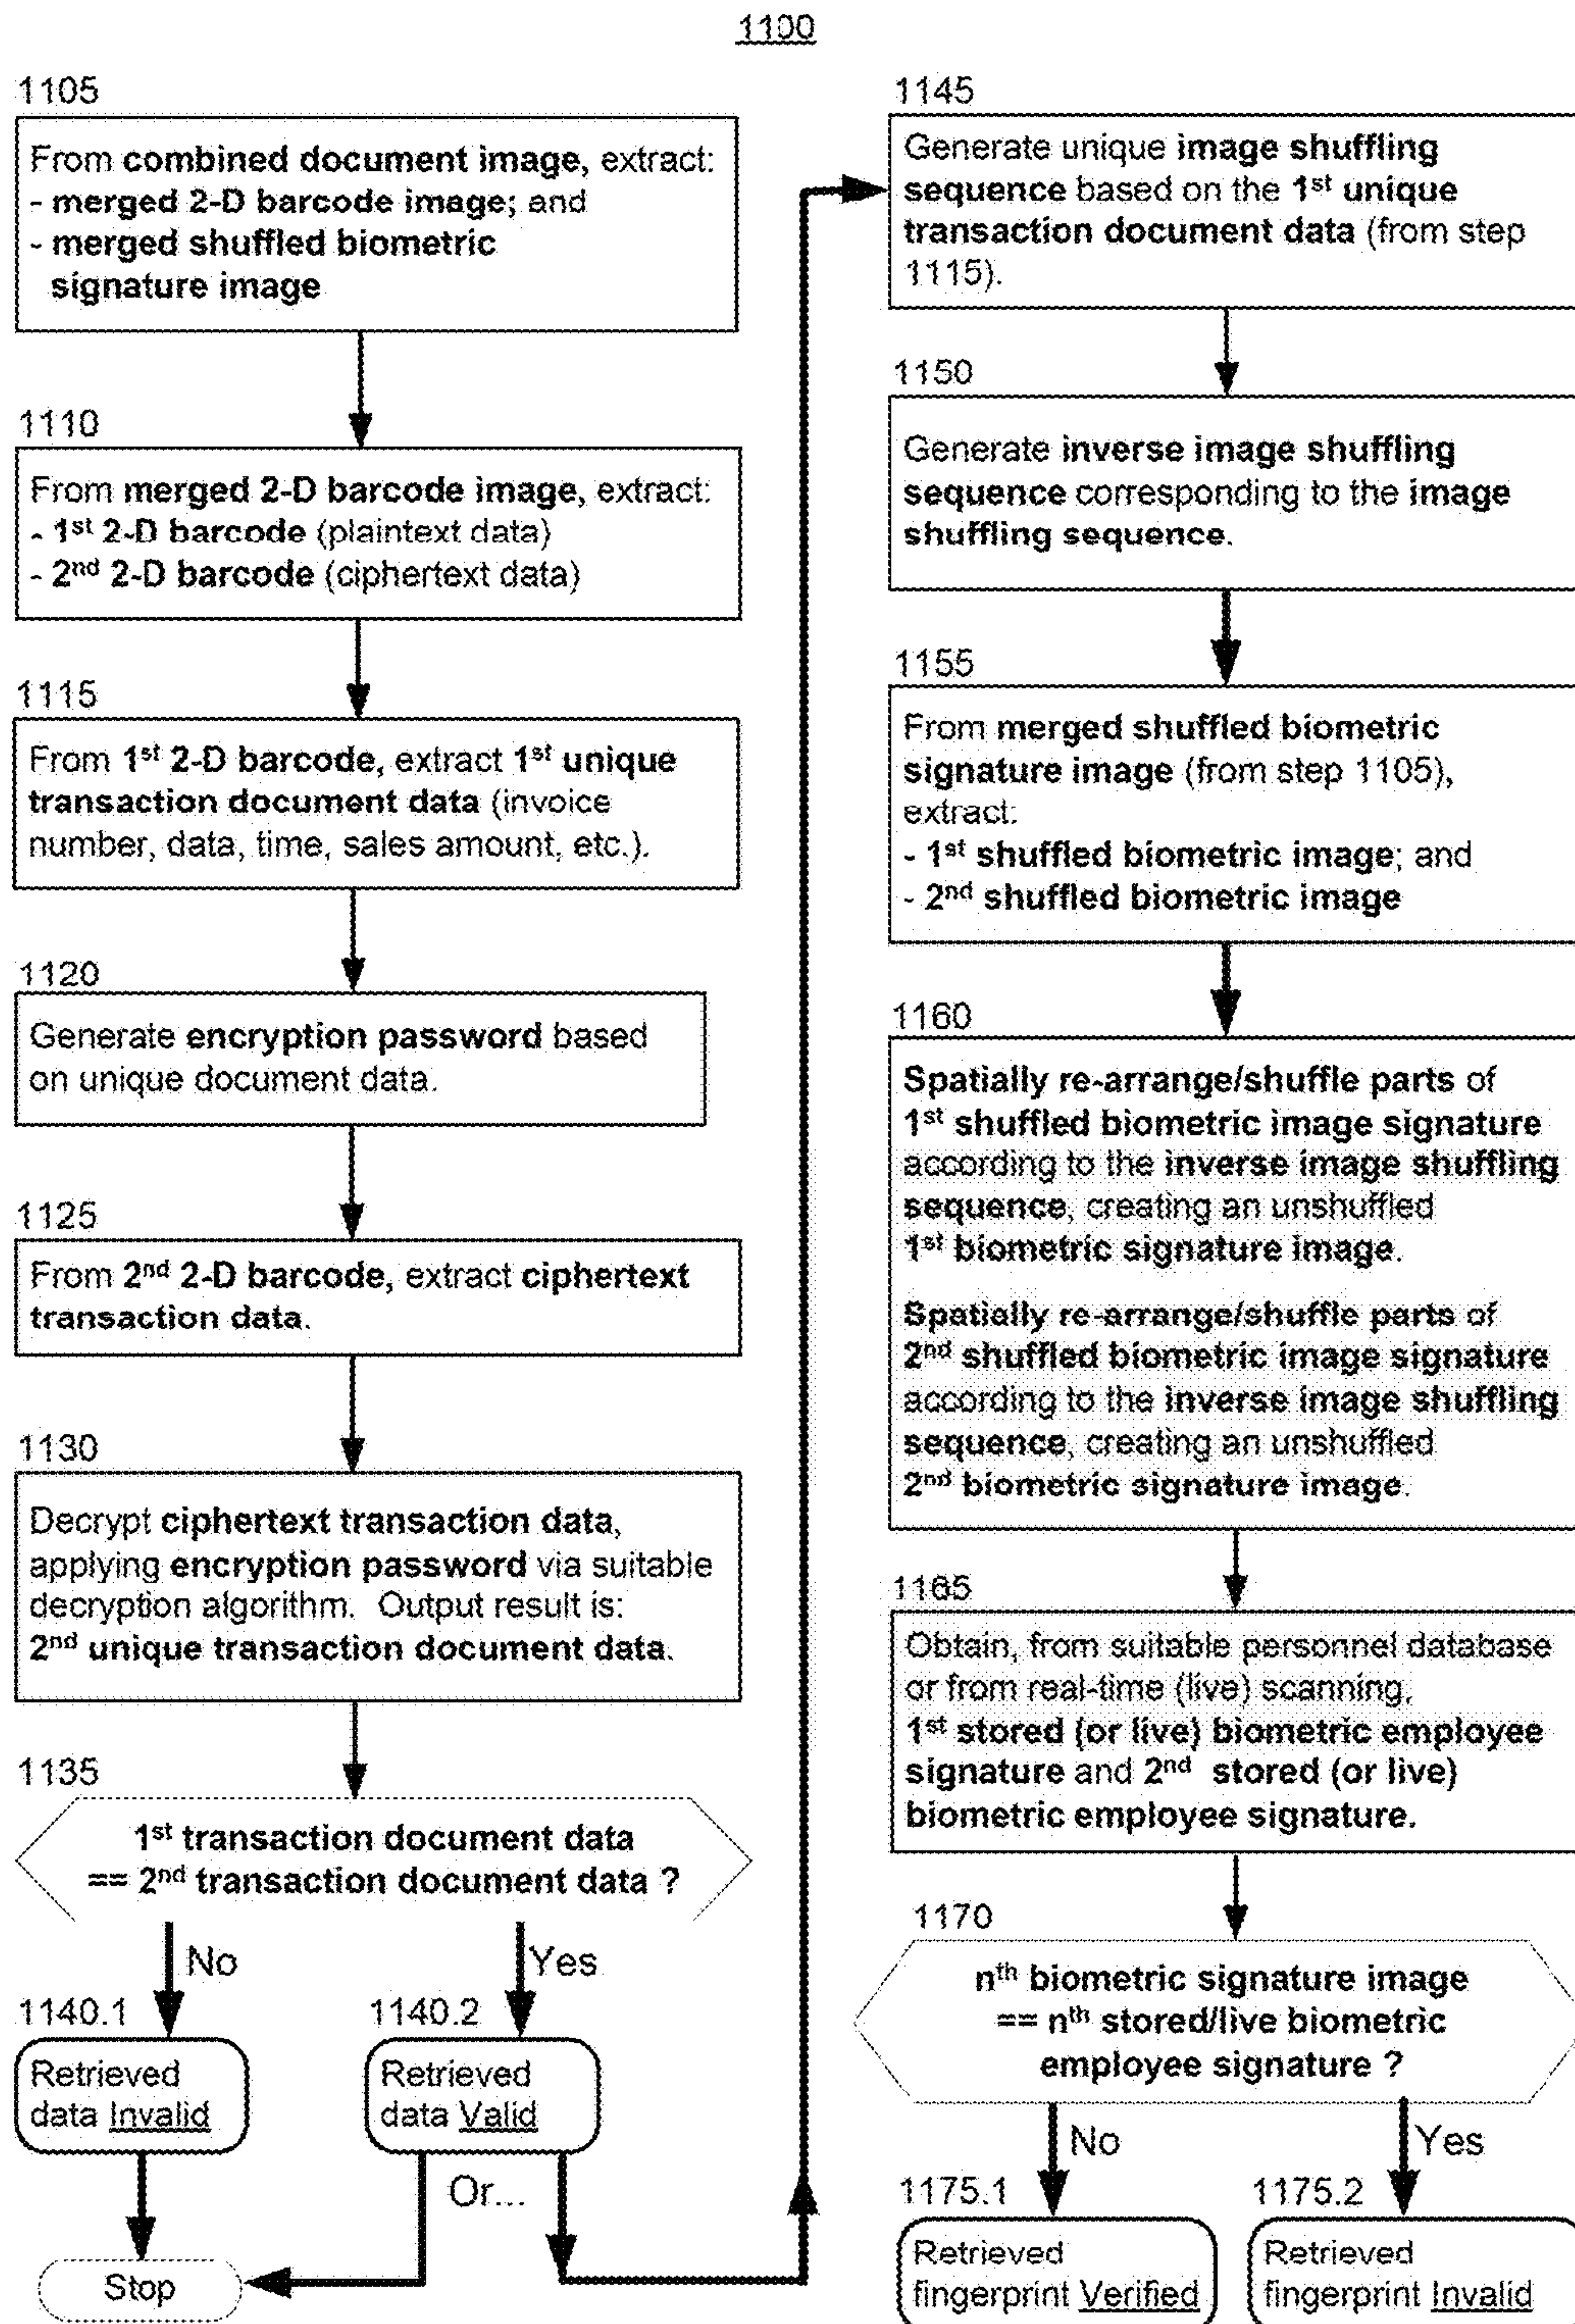 1100
1105
From combined document image, extract:
- merged 2-D barcode image; and
- merged shuffled biometric
signature image
1110
From merged 2-D barcode image, extract:
- 1st 2-D barcode (plaintext data)
- 2nd 2-D barcode (ciphertext data)
1115
From 1st 2-D barcode, extract 1st unique
transaction document data (invoice
number, data, time, sales amount, etc.).
1120
Generate encryption password based
on unique document data.
1125
From 2nd 2-D barcode, extract ciphertext
transaction data.
1130
Decrypt ciphertext transaction data,
applying encryption password via suitable
decryption algorithm. Output result is:
2nd unique transaction document data.
1135
1st transaction document data
== 2nd transaction document data ?
No
Yes
1140.1
Retrieved
data Invalid
1140.2
Retrieved
data Valid
Or...
Stop
1145
Generate unique image shuffling
sequence based on the 1st unique
transaction document data (from step
1115).
1150
Generate inverse image shuffling
sequence corresponding to the image
shuffling sequence.
1155
From merged shuffled biometric
signature image (from step 1105),
extract:
- 1st shuffled biometric image; and
- 2nd shuffled biometric image
1160
Spatially re-arrange/shuffle parts of
1st shuffled biometric image signature
according to the inverse image shuffling
sequence, creating an unshuffled
1st biometric signature image.
Spatially re-arrange/shuffle parts of
2nd shuffled biometric image signature
according to the inverse image shuffling
sequence, creating an unshuffled
2nd biometric signature image.
1165
Obtain, from suitable personnel database
or from real-time (live) scanning,
1st stored (or live) biometric employee
signature and 2nd stored (or live)
biometric employee signature.
1170
nth biometric signature image
== nth stored/live biometric
employee signature ?
No
Yes
1175.1
Retrieved
fingerprint Verified
1175.2
Retrieved
fingerprint Invalid